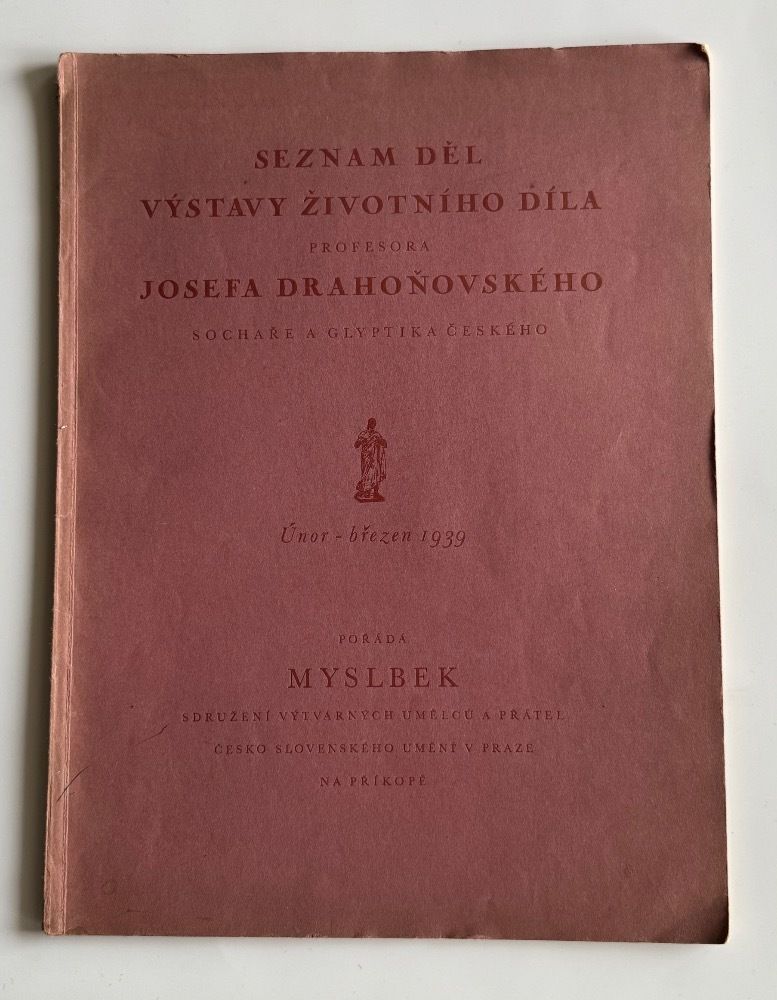 SEZNAM DĚL
VÝSTAVY ŽIVOTNÍHO DÍLA
PROFESORA
JOSEFA DRAHOŇOVSKÉHO
SOCHAŘE A GLYPTIKA ČESKÉHO
Únor - březen 1939
POŘÁDÁ
MYSLBEK
SDRUŽENÍ VÝTVARNÝCH UMĚLCŮ A PŘÁTEL
ČESKO SLOVENSKÉHO UMĚNÍ V PRAZE
NA PŘÍKOPĚ